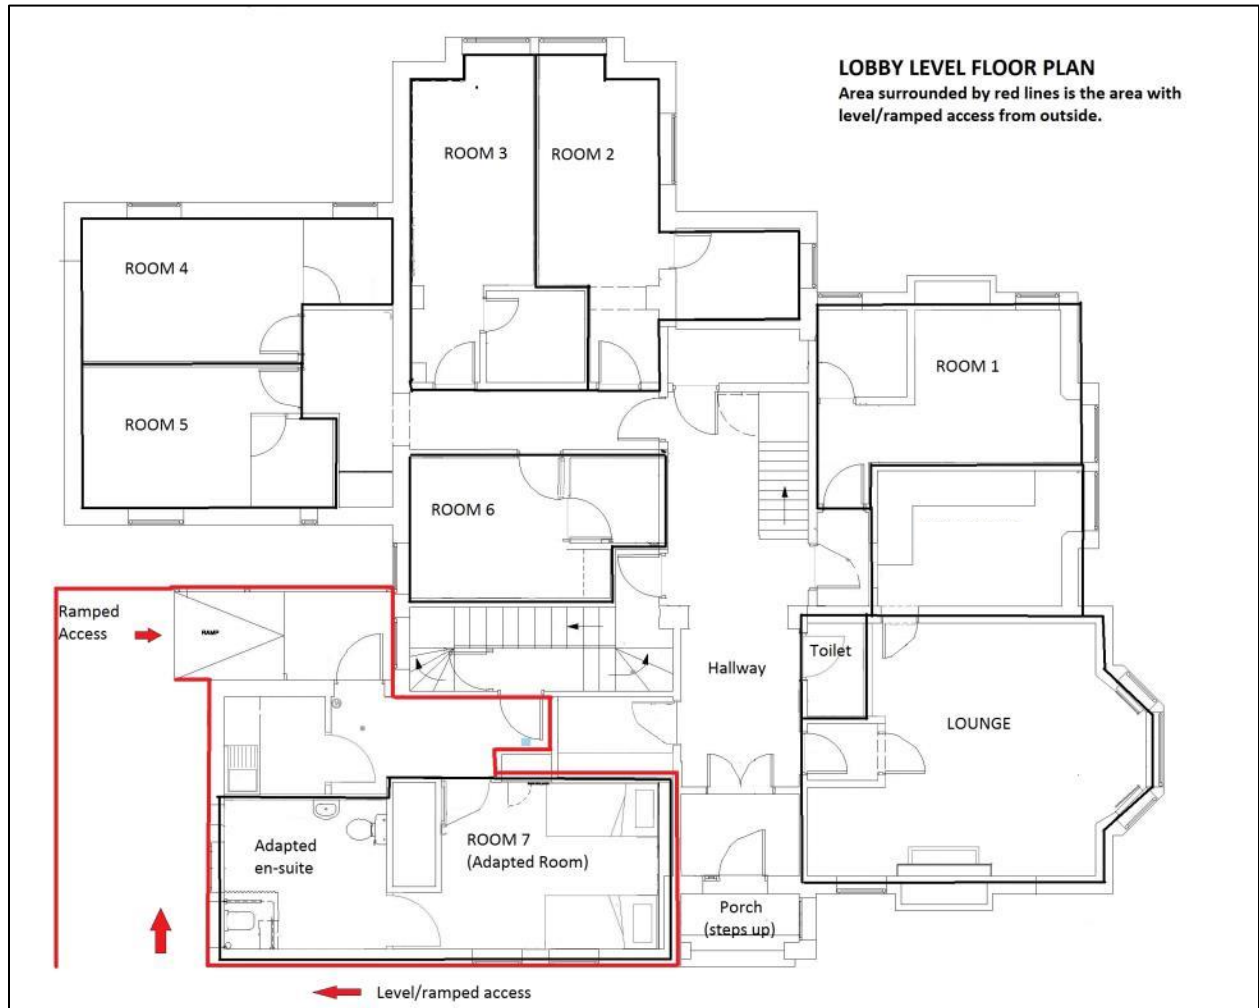 LOBBY LEVEL FLOOR PLAN
Area surrounded by red lines is the area with
level/ramped access from outside.
ROOM 3
ROOM 2
ROOM 4
ROOM 1
ROOM 5
ROOM 6
Ramped
Access
RAMP
Hallway
Toilet
LOUNGE
Adapted
en-suite
ROOM 7
(Adapted Room)
Porch
(steps up)
Level/ramped access